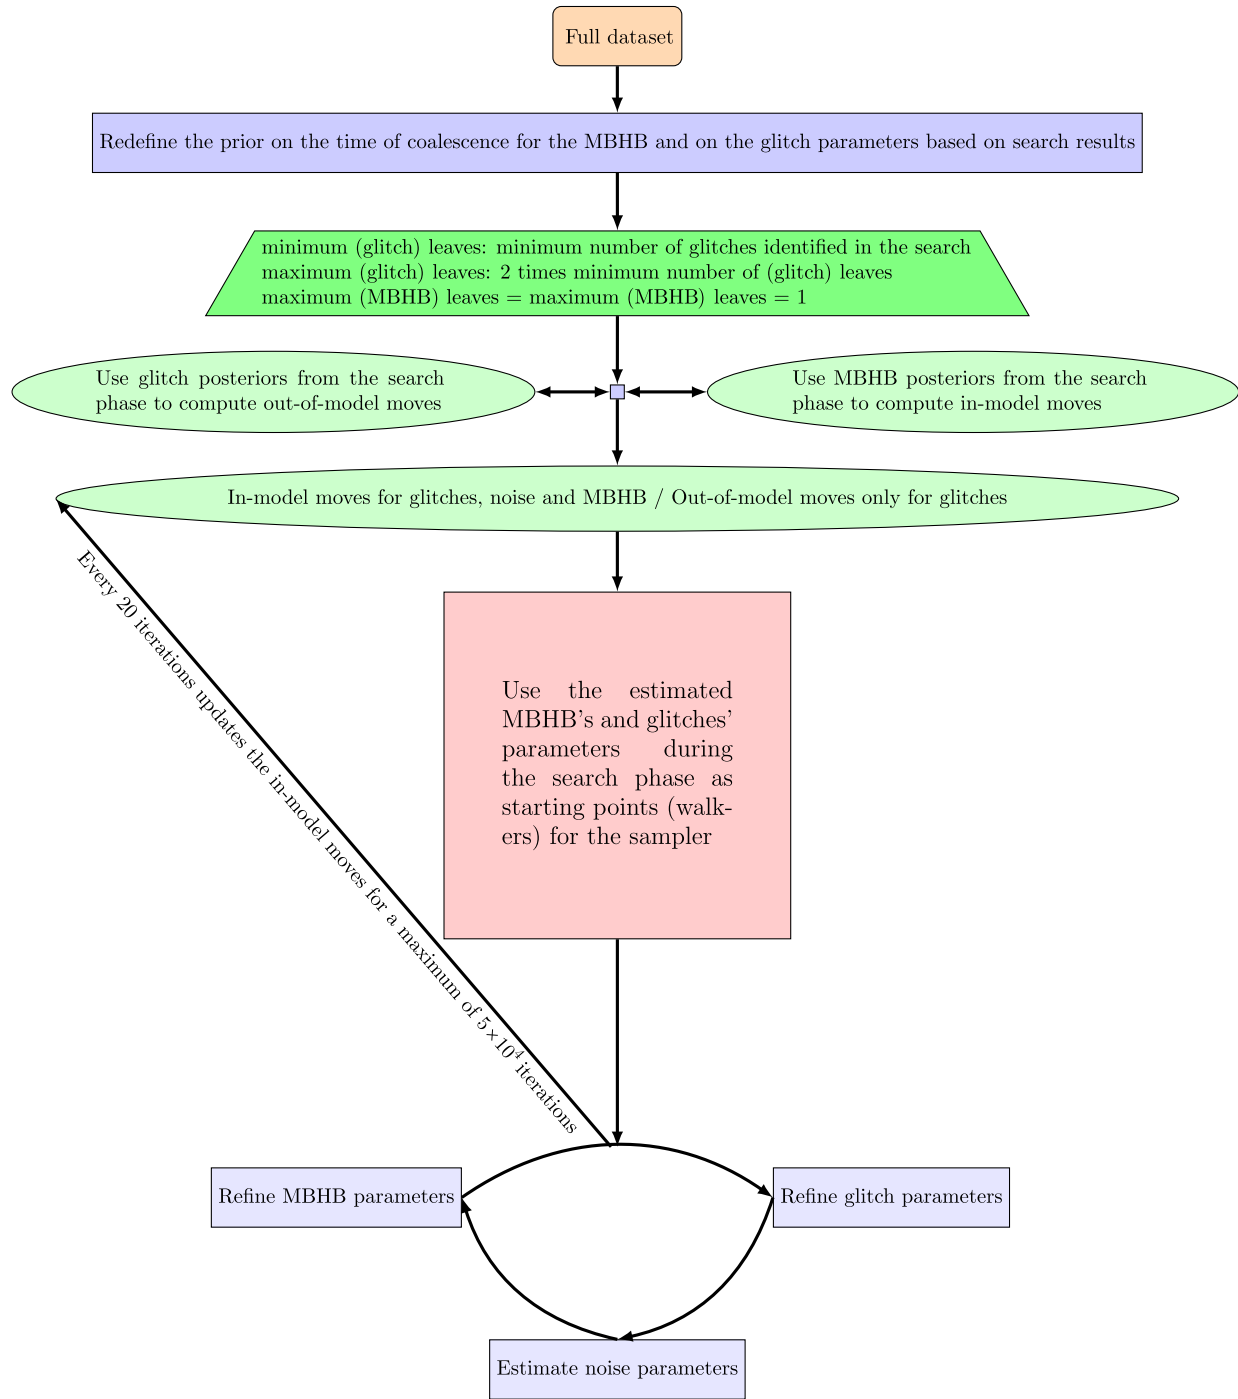 Full dataset
Redefine the prior on the time of coalescence for the MBHB and on the glitch parameters based on search results
minimum (glitch) leaves: minimum number of glitches identified in the search
maximum (glitch) leaves: 2 times minimum number of (glitch) leaves
maximum (MBHB) leaves = maximum (MBHB) leaves = 1
Use glitch posteriors from the search
phase to compute out-of-model moves
Use MBHB posteriors from the search
phase to compute in-model moves
In-model moves for glitches, noise and MBHB / Out-of-model moves only for glitches
Every 20 iterations updates the in-model moves for a maximum of 5×10⁴ iterations
Use the estimated
MBHB's and glitches'
parameters during
the search phase as
starting points (walk-
ers) for the sampler
Refine MBHB parameters
Refine glitch parameters
Estimate noise parameters